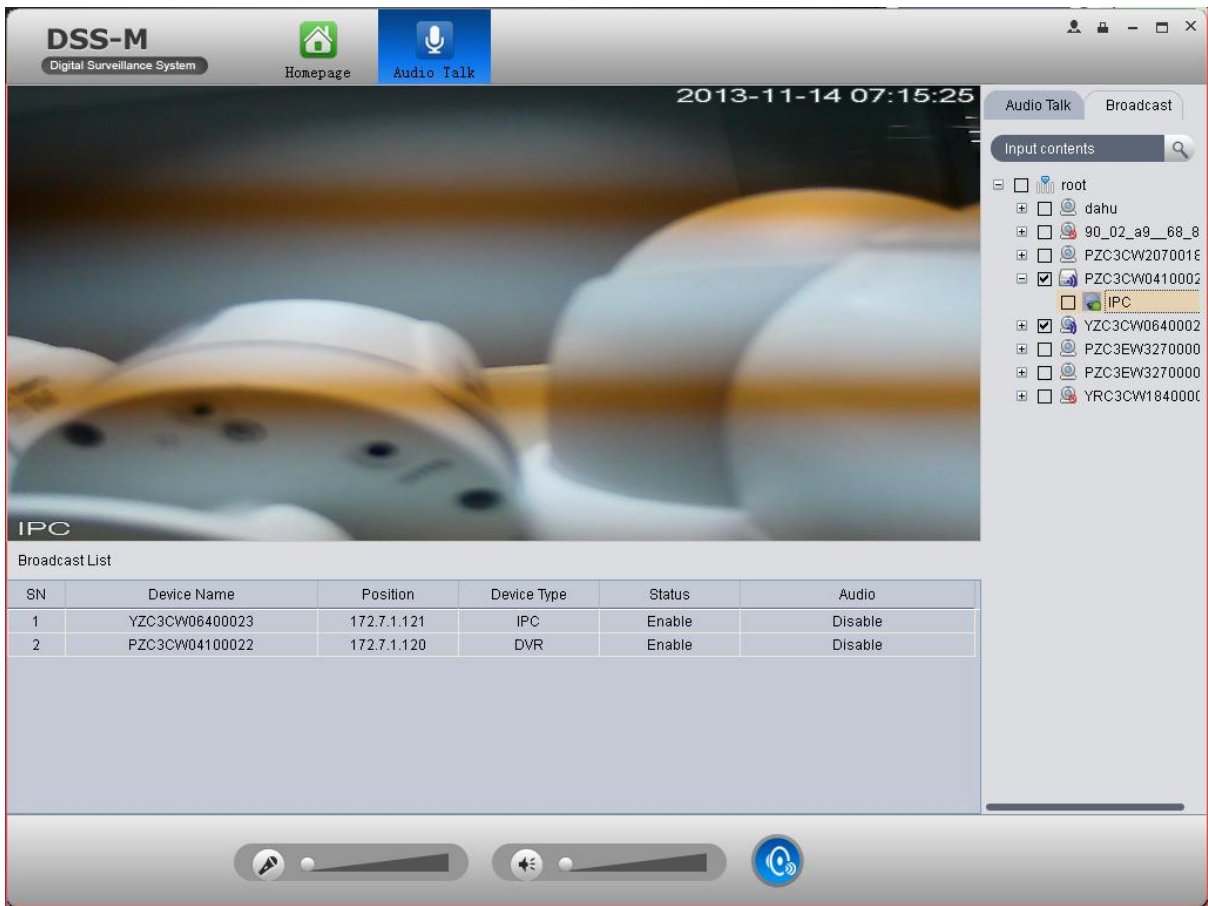 DSS-M
Digital Surveillance System
Homepage
Audio Talk
2013-11-14 07:15:25
IPC
Audio Talk Broadcast
Input contents
root
dahu
90_02_a9__68_8
PZC3CW2070018
PZC3CW0410002
IPC
YZC3CW0640002
PZC3EW3270000
PZC3EW3270000
YRC3CW184000
Broadcast List
SN Device Name Position Device Type Status Audio
1 YZC3CW06400023 172.7.1.121 IPC Enable Disable
2 PZC3CW04100022 172.7.1.120 DVR Enable Disable